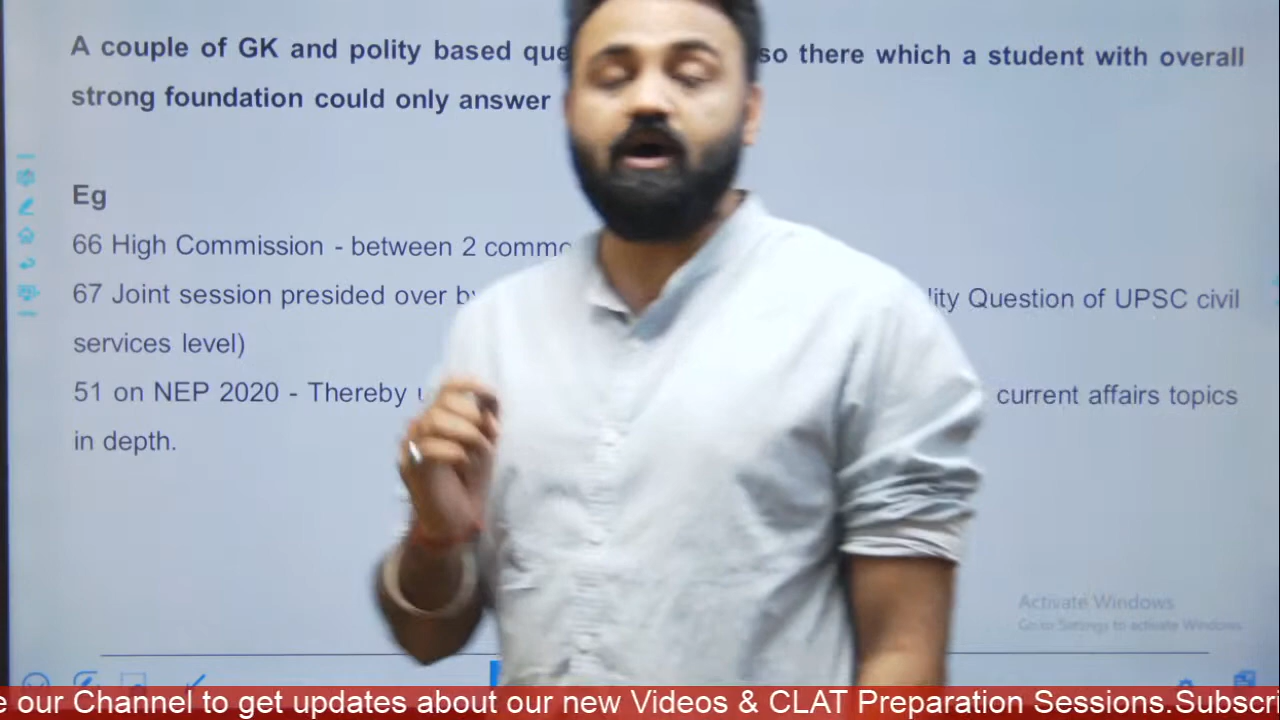 A couple of GK and polity based que so there which a student with overall
strong foundation could only answer
Eg
66 High Commission - between 2 commo
67 Joint session presided over by lity Question of UPSC civil
services level)
51 on NEP 2020 - Thereby current affairs topics
in depth.
Activate Windows
Go to Settings to activate Windows.
e our Channel to get updates about our new Videos & CLAT Preparation Sessions.Subscri